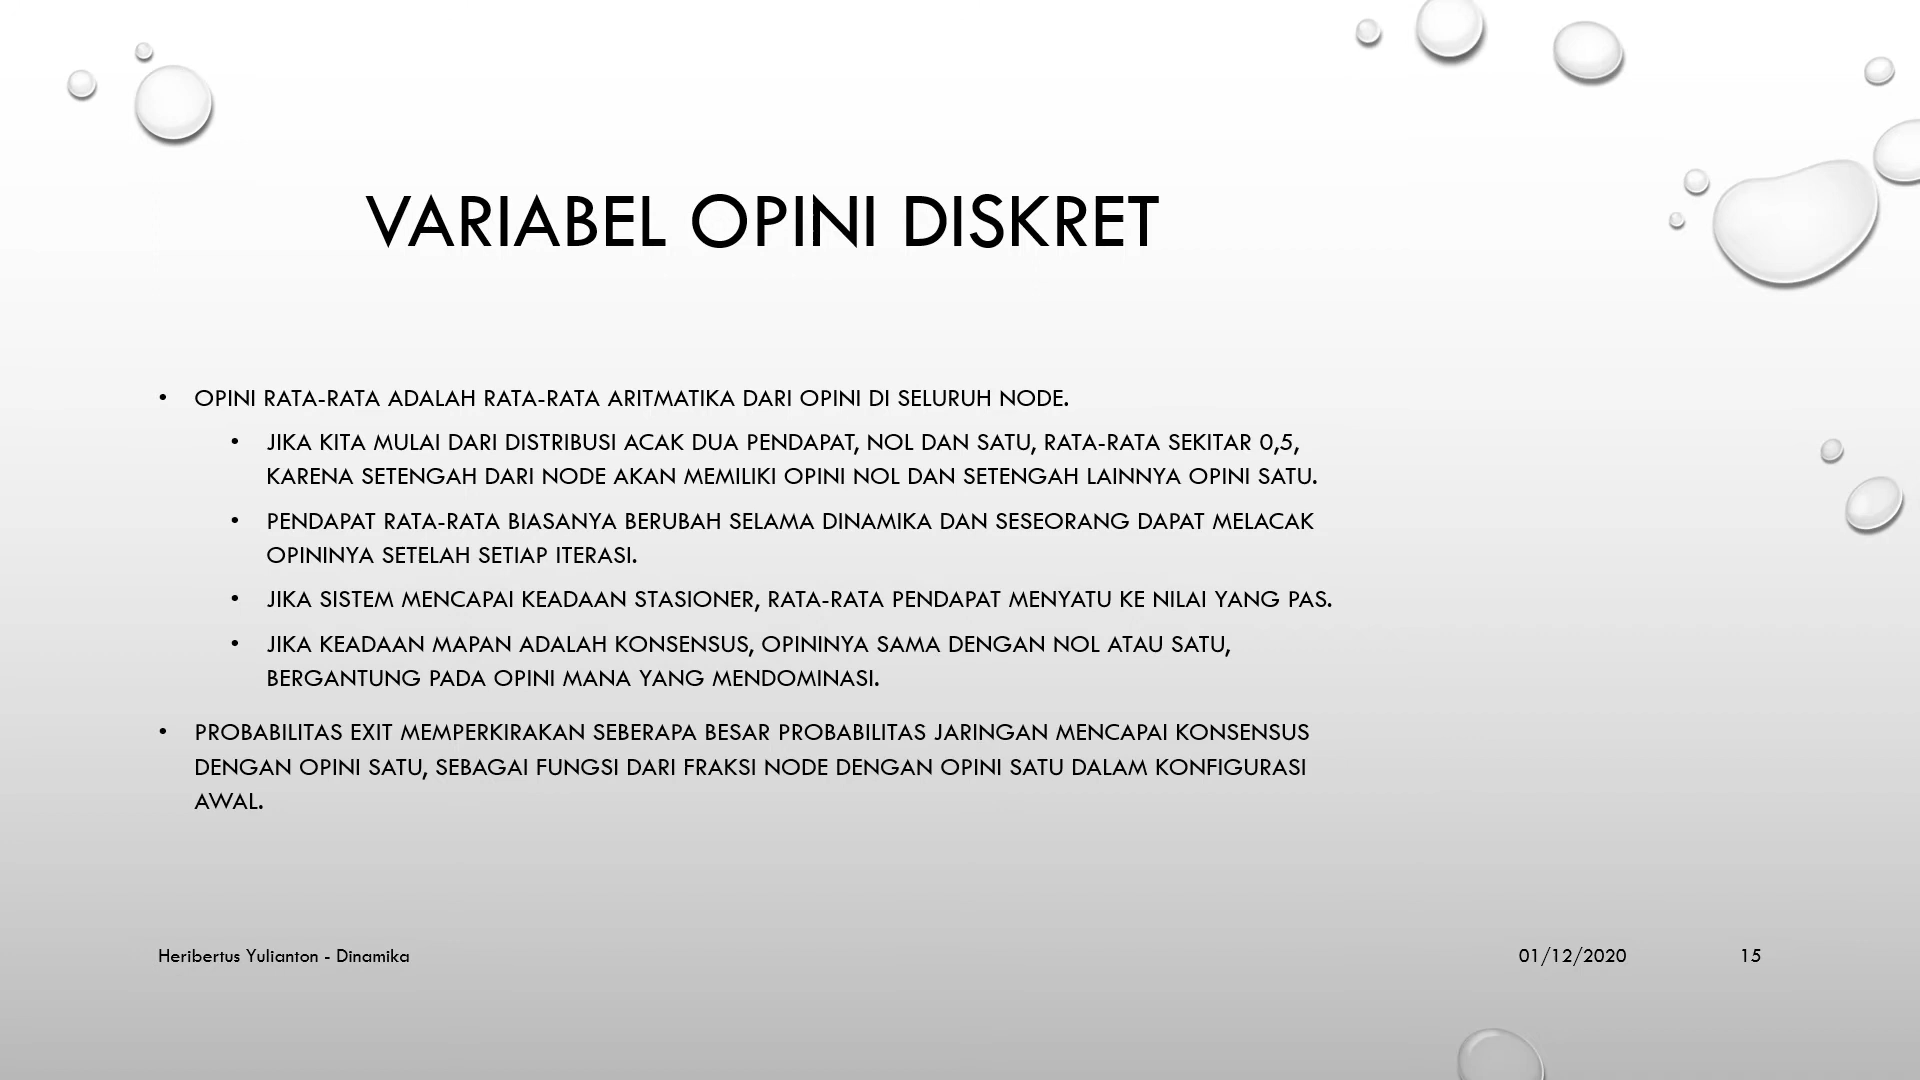 VARIABEL OPINI DISKRET
• OPINI RATA-RATA ADALAH RATA-RATA ARITMATIKA DARI OPINI DI SELURUH NODE.
• JIKA KITA MULAI DARI DISTRIBUSI ACAK DUA PENDAPAT, NOL DAN SATU, RATA-RATA SEKITAR 0,5,
KARENA SETENGAH DARI NODE AKAN MEMILIKI OPINI NOL DAN SETENGAH LAINNYA OPINI SATU.
• PENDAPAT RATA-RATA BIASANYA BERUBAH SELAMA DINAMIKA DAN SESEORANG DAPAT MELACAK
OPININYA SETELAH SETIAP ITERASI.
• JIKA SISTEM MENCAPAI KEADAAN STASIONER, RATA-RATA PENDAPAT MENYATU KE NILAI YANG PAS.
• JIKA KEADAAN MAPAN ADALAH KONSENSUS, OPININYA SAMA DENGAN NOL ATAU SATU,
BERGANTUNG PADA OPINI MANA YANG MENDOMINASI.
• PROBABILITAS EXIT MEMPERKIRAKAN SEBERAPA BESAR PROBABILITAS JARINGAN MENCAPAI KONSENSUS
DENGAN OPINI SATU, SEBAGAI FUNGSI DARI FRAKSI NODE DENGAN OPINI SATU DALAM KONFIGURASI
AWAL.
Heribertus Yulianton - Dinamika
01/12/2020
15